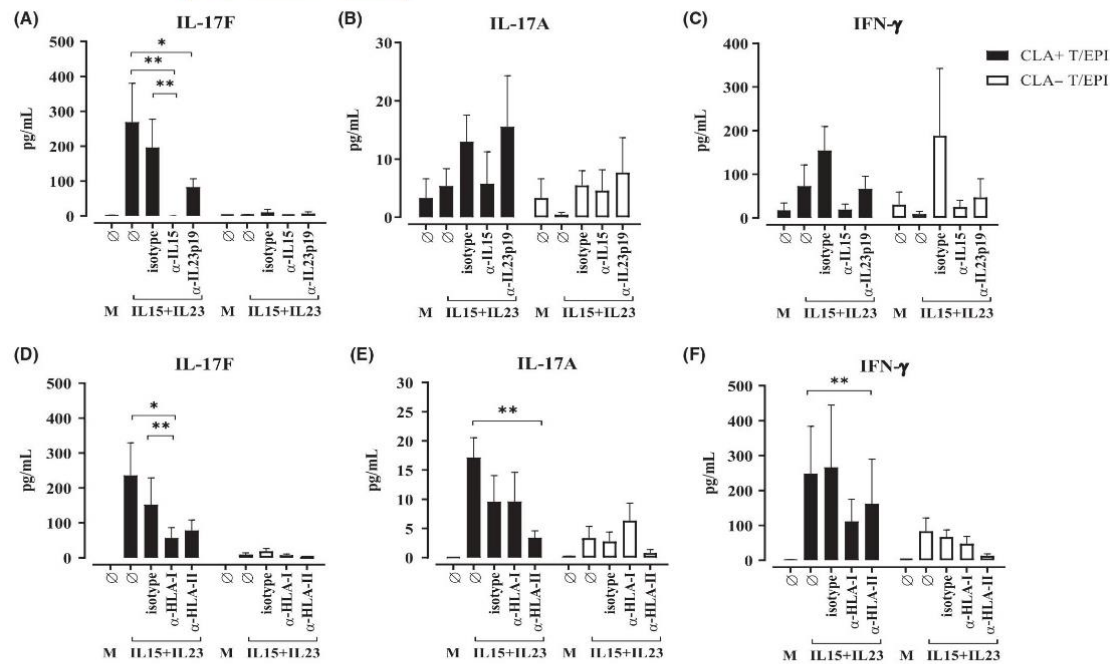 (A)
IL-17F
pg/mL
500
400
300
200
100
0
*
**
**
∅
∅
isotype
α-IL15
α-IL23p19
∅
∅
isotype
α-IL15
α-IL23p19
M
IL15+IL23
M
IL15+IL23
(B)
IL-17A
pg/mL
30
20
10
0
∅
∅
isotype
α-IL15
α-IL23p19
∅
∅
isotype
α-IL15
α-IL23p19
M
IL15+IL23
M
IL15+IL23
(C)
IFN-γ
pg/mL
400
300
200
100
0
∅
∅
isotype
α-IL15
α-IL23p19
∅
∅
isotype
α-IL15
α-IL23p19
M
IL15+IL23
M
IL15+IL23
CLA+ T/EPI
CLA− T/EPI
(D)
IL-17F
pg/mL
500
400
300
200
100
0
*
**
∅
∅
isotype
α-HLA-I
α-HLA-II
∅
∅
isotype
α-HLA-I
α-HLA-II
M
IL15+IL23
M
IL15+IL23
(E)
IL-17A
pg/mL
30
25
20
15
10
5
0
**
∅
∅
isotype
α-HLA-I
α-HLA-II
∅
∅
isotype
α-HLA-I
α-HLA-II
M
IL15+IL23
M
IL15+IL23
(F)
IFN-γ
pg/mL
500
400
300
200
100
0
**
∅
∅
isotype
α-HLA-I
α-HLA-II
∅
∅
isotype
α-HLA-I
α-HLA-II
M
IL15+IL23
M
IL15+IL23